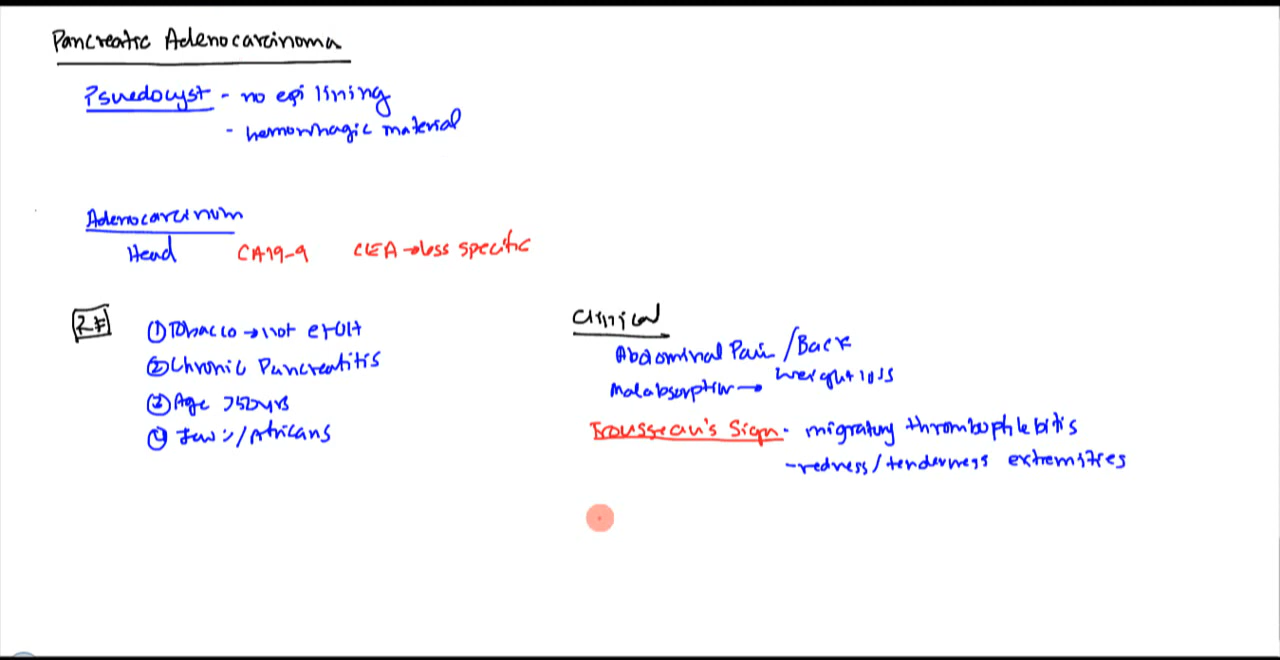 Pancreatic Adenocarcinoma
Psuedocyst - no epi lining
- hemorrhagic material
Adenocarcinum
Head CA19-9 CEA → less specific
RF
① Tobacco → not EtOH
② Chronic Pancreatitis
③ Age >50yrs
④ Jews / Africans
Clinical
Abdominal Pain / Back
Malabsorption → weight loss
Trousseau's Sign - migratory thrombophlebitis
- redness / tenderness extremities